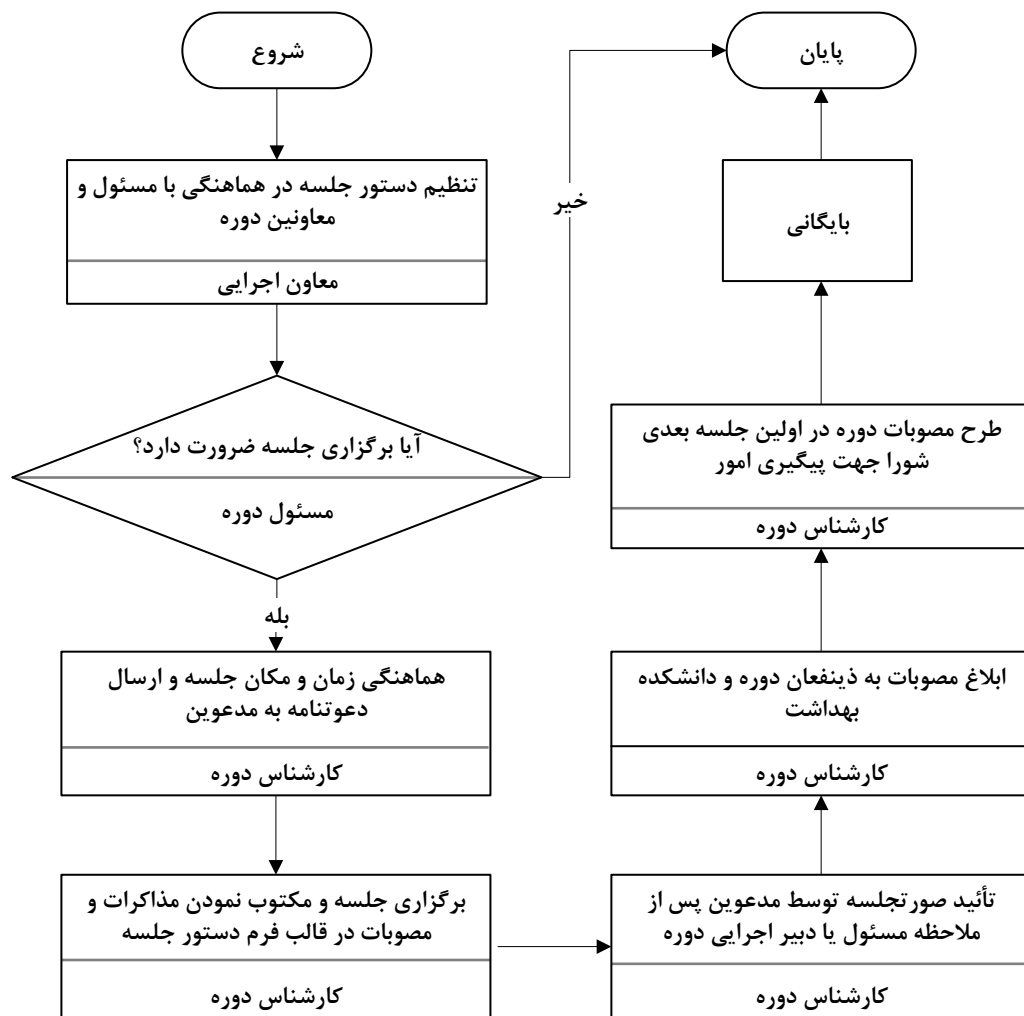 شروع
تنظیم دستور جلسه در هماهنگی با مسئول و
معاونین دوره
معاون اجرایی
آیا برگزاری جلسه ضرورت دارد؟
مسئول دوره
خیر
بله
هماهنگی زمان و مکان جلسه و ارسال
دعوتنامه به مدعوین
کارشناس دوره
برگزاری جلسه و مکتوب نمودن مذاکرات و
مصوبات در قالب فرم دستور جلسه
کارشناس دوره
تأئید صورتجلسه توسط مدعوین پس از
ملاحظه مسئول یا دبیر اجرایی دوره
کارشناس دوره
ابلاغ مصوبات به ذینفعان دوره و دانشکده
بهداشت
کارشناس دوره
طرح مصوبات دوره در اولین جلسه بعدی
شورا جهت پیگیری امور
کارشناس دوره
بایگانی
پایان